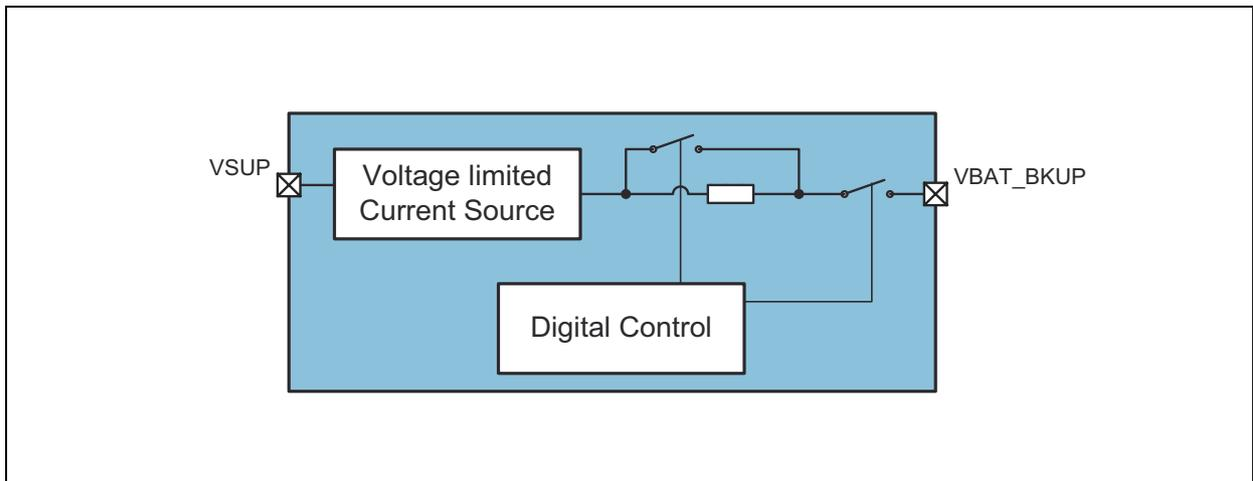 VSUP
Voltage limited
Current Source
VBAT_BKUP
Digital Control